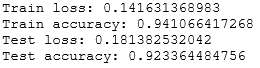 Train loss: 0.141631368983
Train accuracy: 0.941066417268
Test loss: 0.181382532042
Test accuracy: 0.923364484756